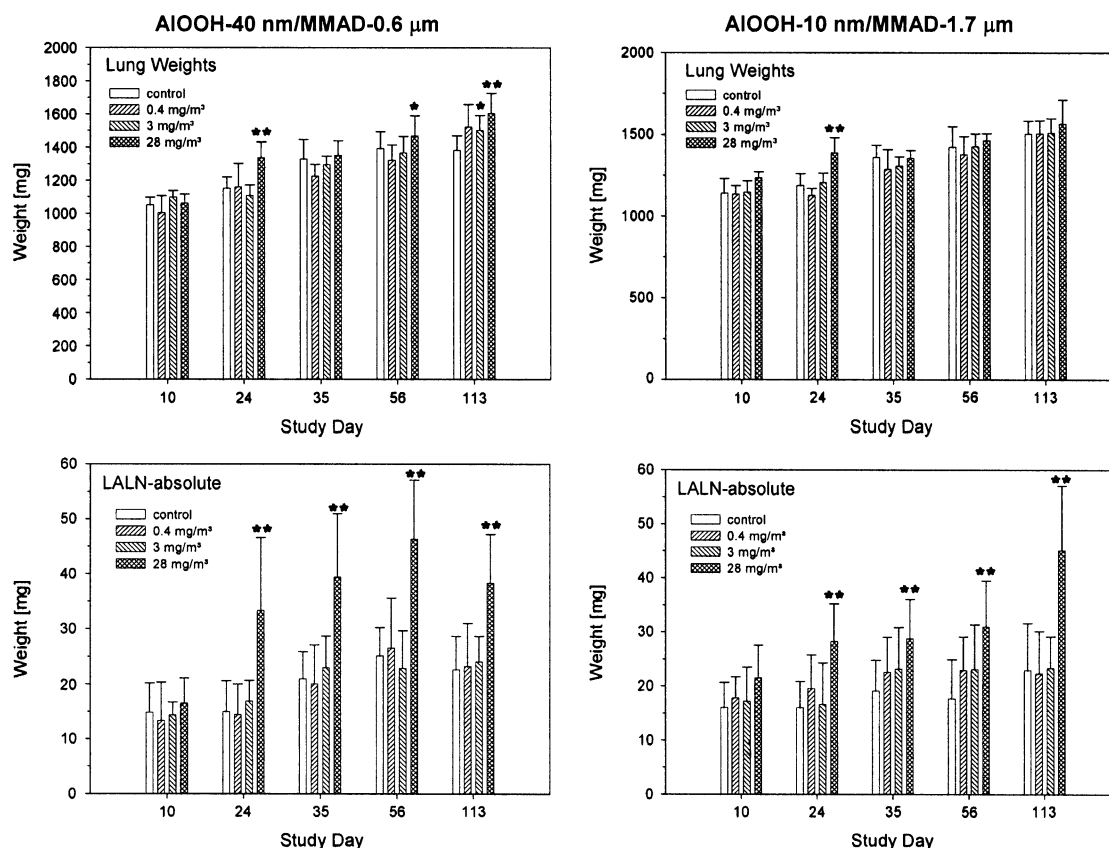 AlOOH-40 nm/MMAD-0.6 μm
Lung Weights
control
0.4 mg/m³
3 mg/m³
28 mg/m³
Weight [mg]
2000
1800
1600
1400
1200
1000
800
600
400
200
0
★★
★
★
★★
10 24 35 56 113
Study Day
AlOOH-10 nm/MMAD-1.7 μm
Lung Weights
control
0.4 mg/m³
3 mg/m³
28 mg/m³
Weight [mg]
2000
1500
1000
500
0
★★
10 24 35 56 113
Study Day
LALN-absolute
control
0.4 mg/m³
3 mg/m³
28 mg/m³
Weight [mg]
60
50
40
30
20
10
0
★★
★★
★★
★★
10 24 35 56 113
Study Day
LALN-absolute
control
0.4 mg/m³
3 mg/m³
28 mg/m³
Weight [mg]
60
50
40
30
20
10
0
★★
★★
★★
★★
10 24 35 56 113
Study Day